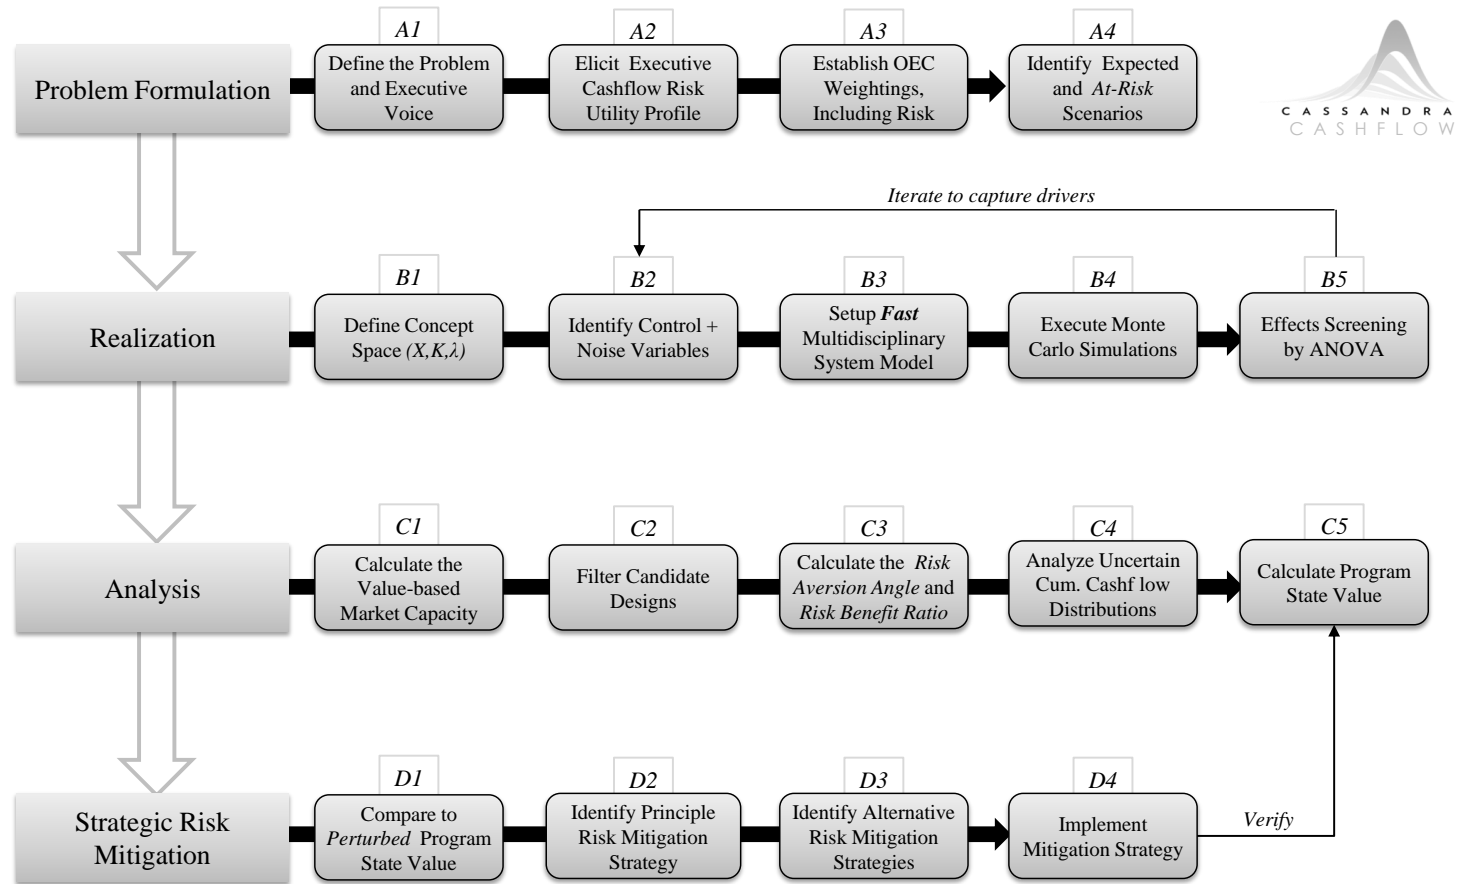 A1
A2
A3
A4
Problem Formulation
Define the Problem
and Executive
Voice
Elicit Executive
Cashflow Risk
Utility Profile
Establish OEC
Weightings,
Including Risk
Identify Expected
and At-Risk
Scenarios
CASSANDRA
CASHFLOW
Iterate to capture drivers
B1
B2
B3
B4
B5
Realization
Define Concept
Space (X,K,λ)
Identify Control +
Noise Variables
Setup Fast
Multidisciplinary
System Model
Execute Monte
Carlo Simulations
Effects Screening
by ANOVA
C1
C2
C3
C4
C5
Analysis
Calculate the
Value-based
Market Capacity
Filter Candidate
Designs
Calculate the Risk
Aversion Angle and
Risk Benefit Ratio
Analyze Uncertain
Cum. Cashf low
Distributions
Calculate Program
State Value
D1
D2
D3
D4
Strategic Risk
Mitigation
Compare to
Perturbed Program
State Value
Identify Principle
Risk Mitigation
Strategy
Identify Alternative
Risk Mitigation
Strategies
Implement
Mitigation Strategy
Verify